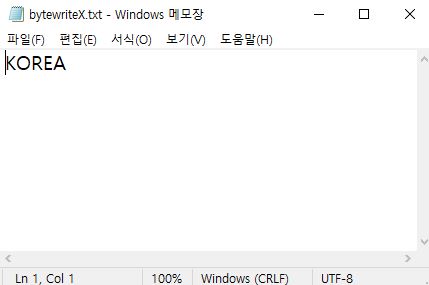 bytewriteX.txt - Windows 메모장
파일(F) 편집(E) 서식(O) 보기(V) 도움말(H)
KOREA
Ln 1, Col 1 100% Windows (CRLF) UTF-8